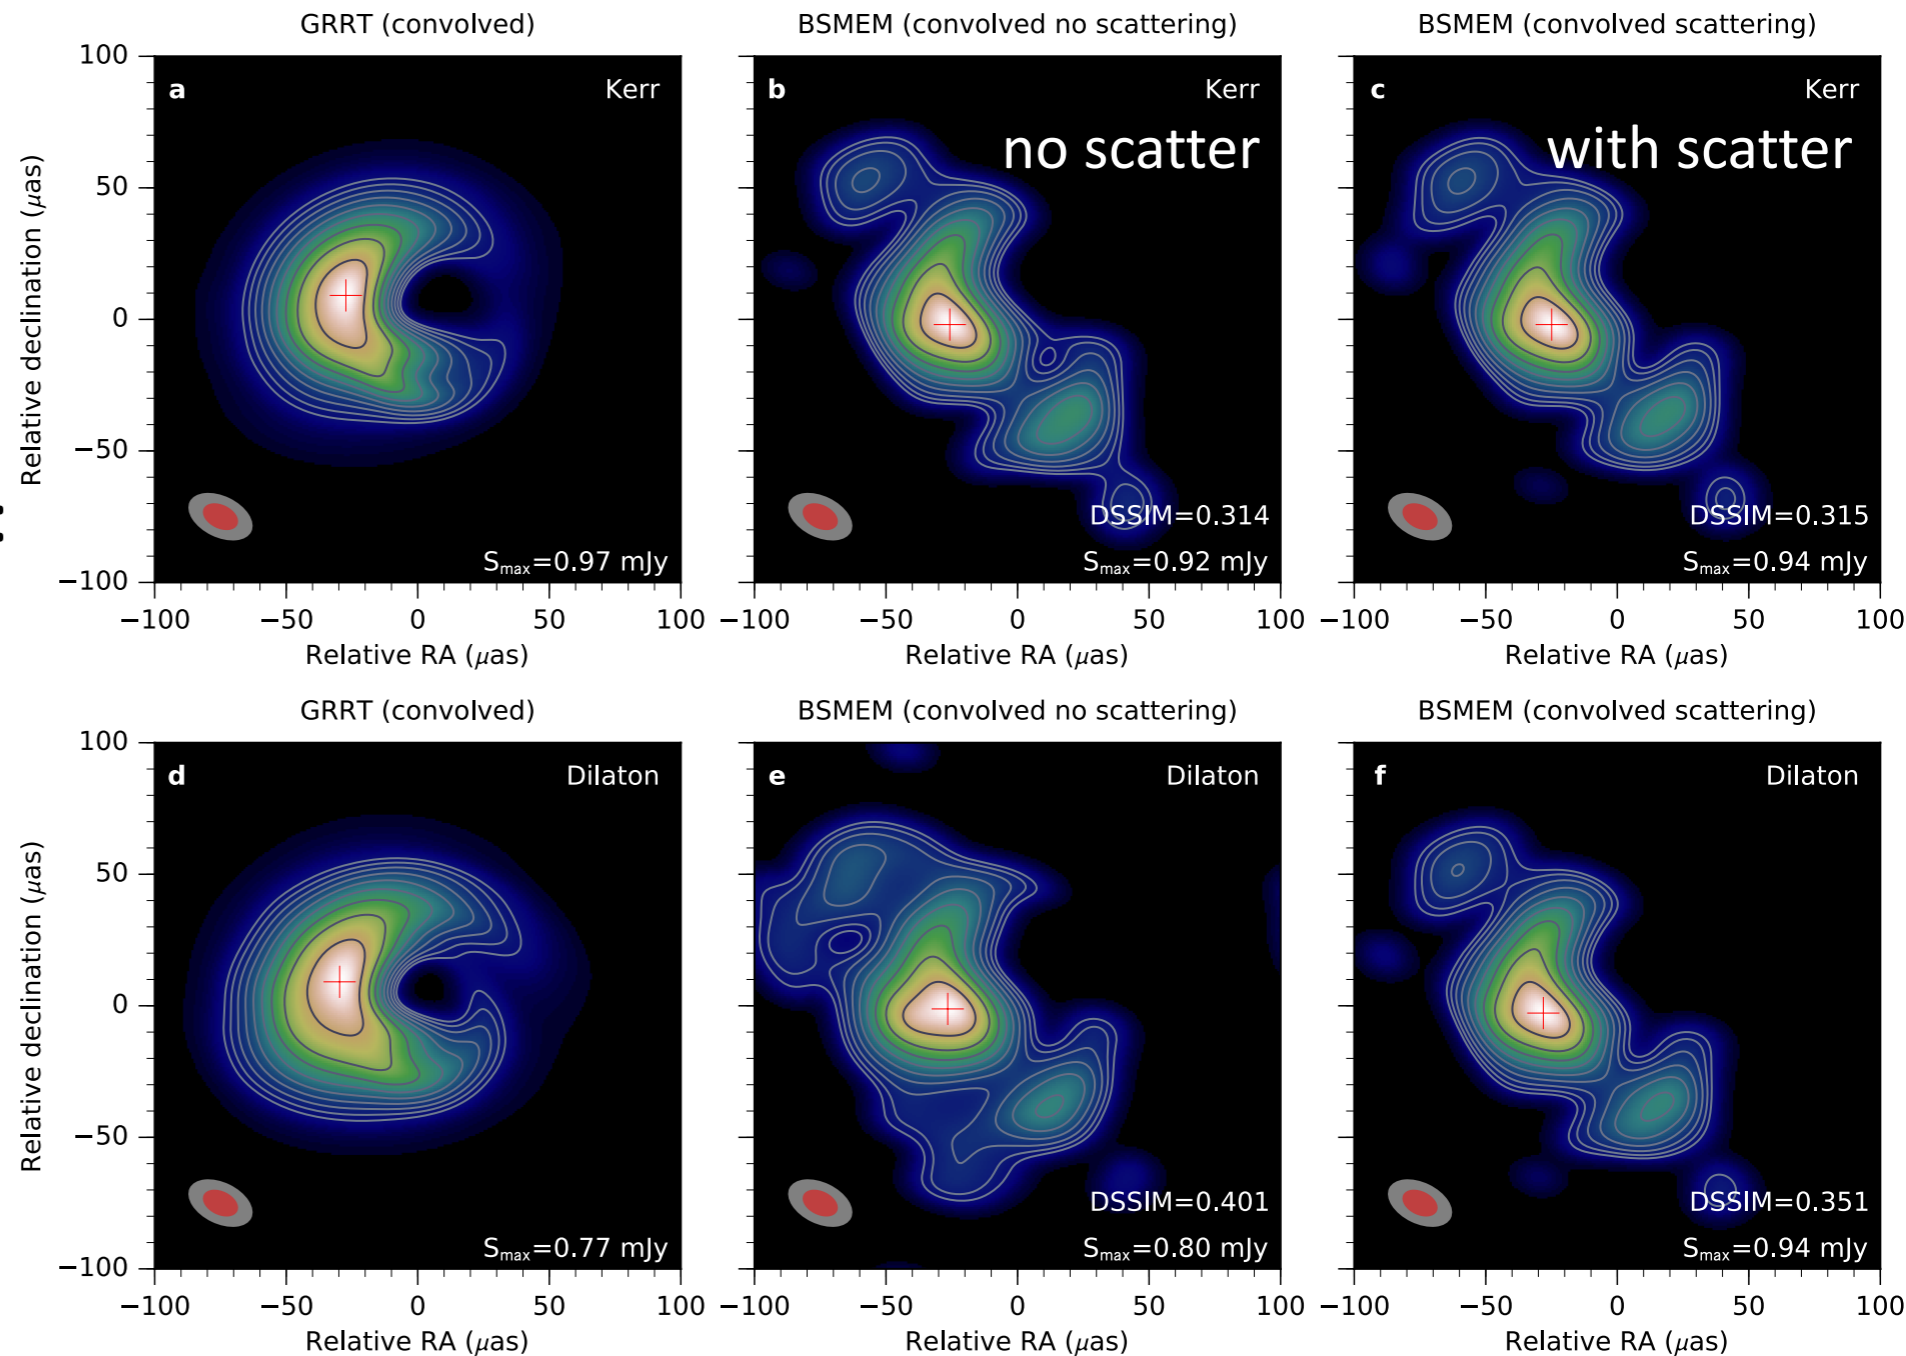 GRRT (convolved)
BSMEM (convolved no scattering)
BSMEM (convolved scattering)
100
50
0
−50
−100
Relative declination (μas)
a
Kerr
S_max=0.97 mJy
−100 −50 0 50 100
Relative RA (μas)
b
Kerr
no scatter
DSSIM=0.314
S_max=0.92 mJy
−100 −50 0 50 100
Relative RA (μas)
c
Kerr
with scatter
DSSIM=0.315
S_max=0.94 mJy
−100 −50 0 50 100
Relative RA (μas)
GRRT (convolved)
BSMEM (convolved no scattering)
BSMEM (convolved scattering)
100
50
0
−50
−100
Relative declination (μas)
d
Dilaton
S_max=0.77 mJy
−100 −50 0 50 100
Relative RA (μas)
e
Dilaton
DSSIM=0.401
S_max=0.80 mJy
−100 −50 0 50 100
Relative RA (μas)
f
Dilaton
DSSIM=0.351
S_max=0.94 mJy
−100 −50 0 50 100
Relative RA (μas)